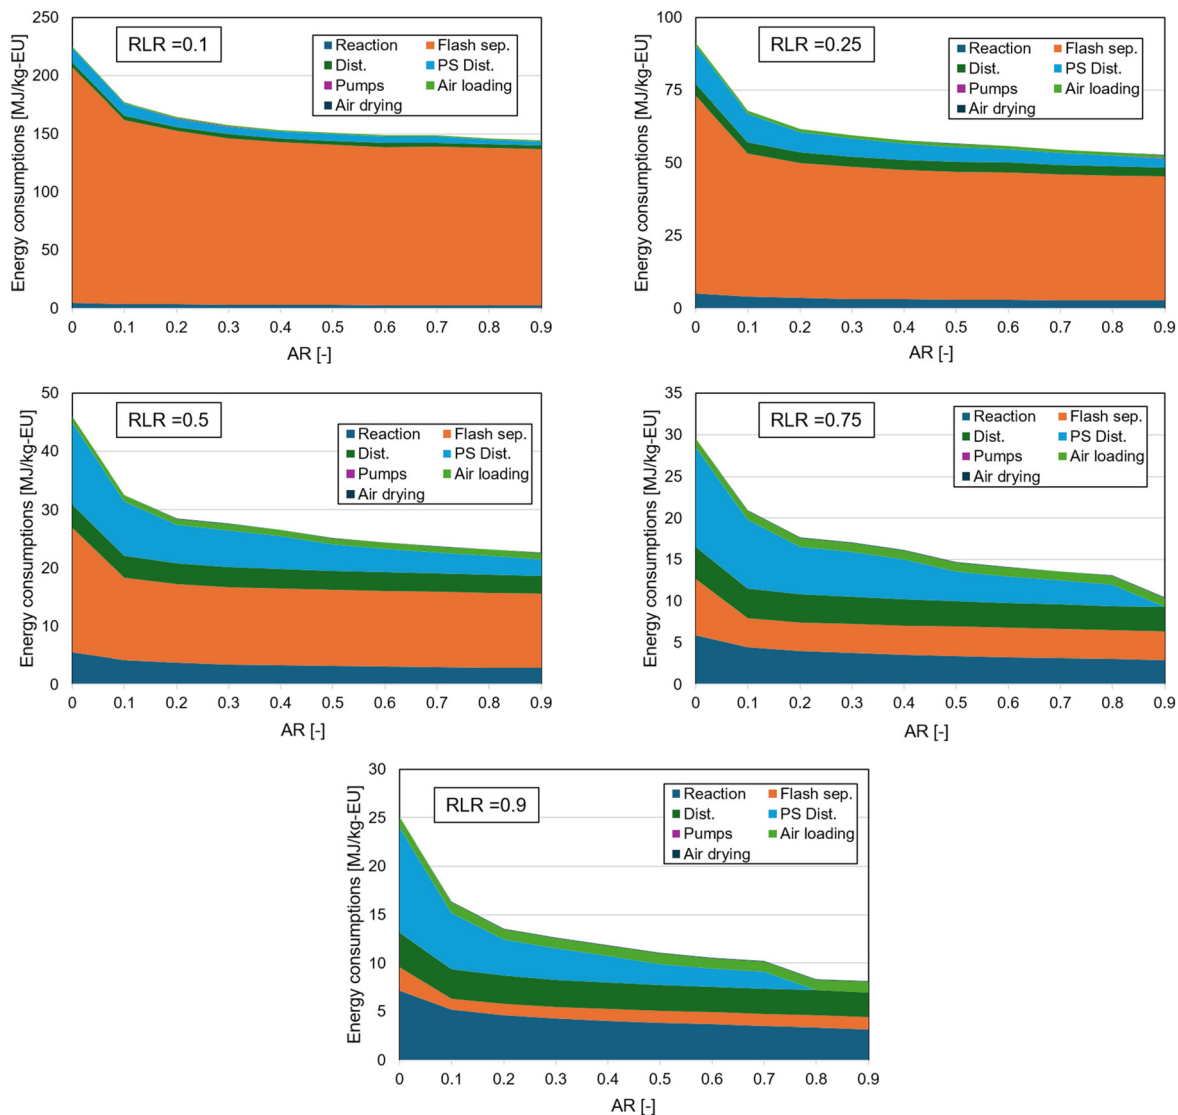 RLR =0.1
Energy consumptions [MJ/kg-EU]
250
200
150
100
50
0
Reaction Flash sep.
Dist. PS Dist.
Pumps Air loading
Air drying
0 0.1 0.2 0.3 0.4 0.5 0.6 0.7 0.8 0.9
AR [-]
RLR =0.25
Energy consumptions [MJ/kg-EU]
100
75
50
25
0
Reaction Flash sep.
Dist. PS Dist.
Pumps Air loading
Air drying
0 0.1 0.2 0.3 0.4 0.5 0.6 0.7 0.8 0.9
AR [-]
RLR =0.5
Energy consumptions [MJ/kg-EU]
50
40
30
20
10
0
Reaction Flash sep.
Dist. PS Dist.
Pumps Air loading
Air drying
0 0.1 0.2 0.3 0.4 0.5 0.6 0.7 0.8 0.9
AR [-]
RLR =0.75
Energy consumptions [MJ/kg-EU]
35
30
25
20
15
10
5
0
Reaction Flash sep.
Dist. PS Dist.
Pumps Air loading
Air drying
0 0.1 0.2 0.3 0.4 0.5 0.6 0.7 0.8 0.9
AR [-]
RLR =0.9
Energy consumptions [MJ/kg-EU]
30
25
20
15
10
5
0
Reaction Flash sep.
Dist. PS Dist.
Pumps Air loading
Air drying
0 0.1 0.2 0.3 0.4 0.5 0.6 0.7 0.8 0.9
AR [-]